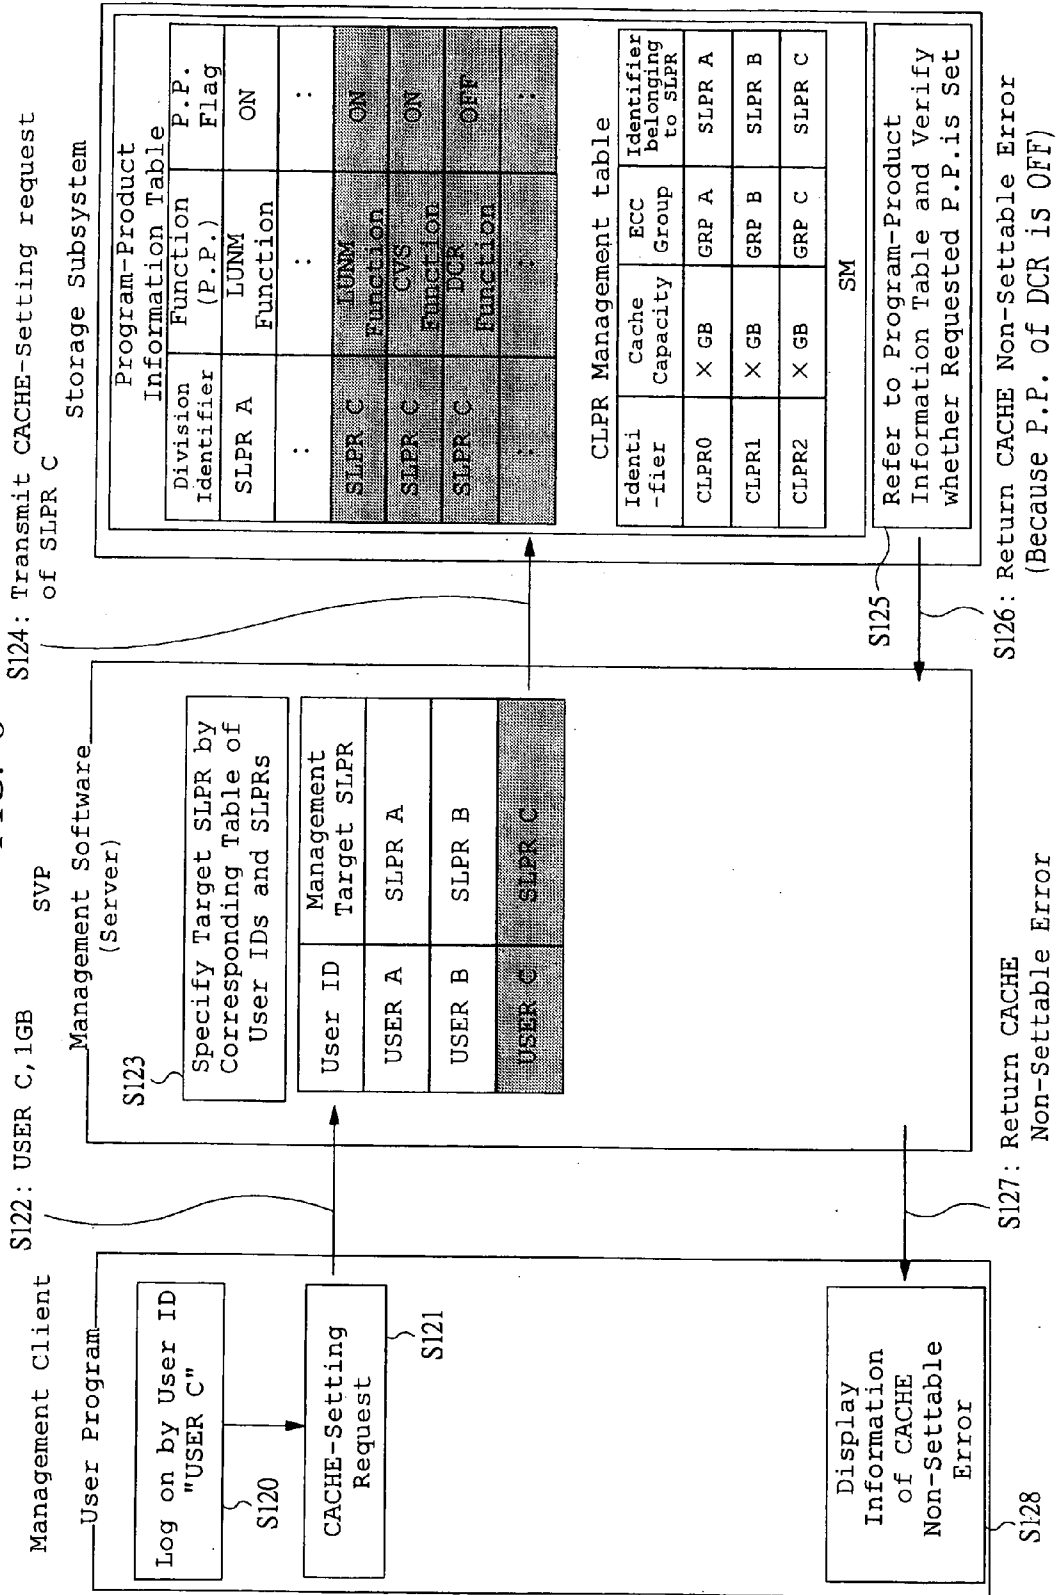 Management Client
User Program
Log on by User ID
"USER C"
S120
CACHE-Setting
Request
S121
Display
Information
of CACHE
Non-Settable
Error
S128
S122: USER C, 1GB
S127: Return CACHE
Non-Settable Error
SVP
Management Software
(Server)
S123
Specify Target SLPR by
Corresponding Table of
User IDs and SLPRs
User ID
Management
Target SLPR
USER A
SLPR A
USER B
SLPR B
USER C
SLPR C
S124: Transmit CACHE-Setting request
of SLPR C
Storage Subsystem
Program-Product
Information Table
Division
Identifier
Function
(P.P.)
P.P.
Flag
SLPR A
LUNM
Function
ON
:
:
:
SLPR C
LUNM
Function
ON
SLPR C
CVS
Function
ON
SLPR C
DCR
Function
OFF
:
:
:
CLPR Management table
Identi
-fier
Cache
Capacity
ECC
Group
Identifier
belonging
to SLPR
CLPR0
X GB
GRP A
SLPR A
CLPR1
X GB
GRP B
SLPR B
CLPR2
X GB
GRP C
SLPR C
SM
Refer to Program-Product
Information Table and Verify
whether Requested P.P.is Set
S125
S126: Return CACHE Non-Settable Error
(Because P.P. of DCR is OFF)